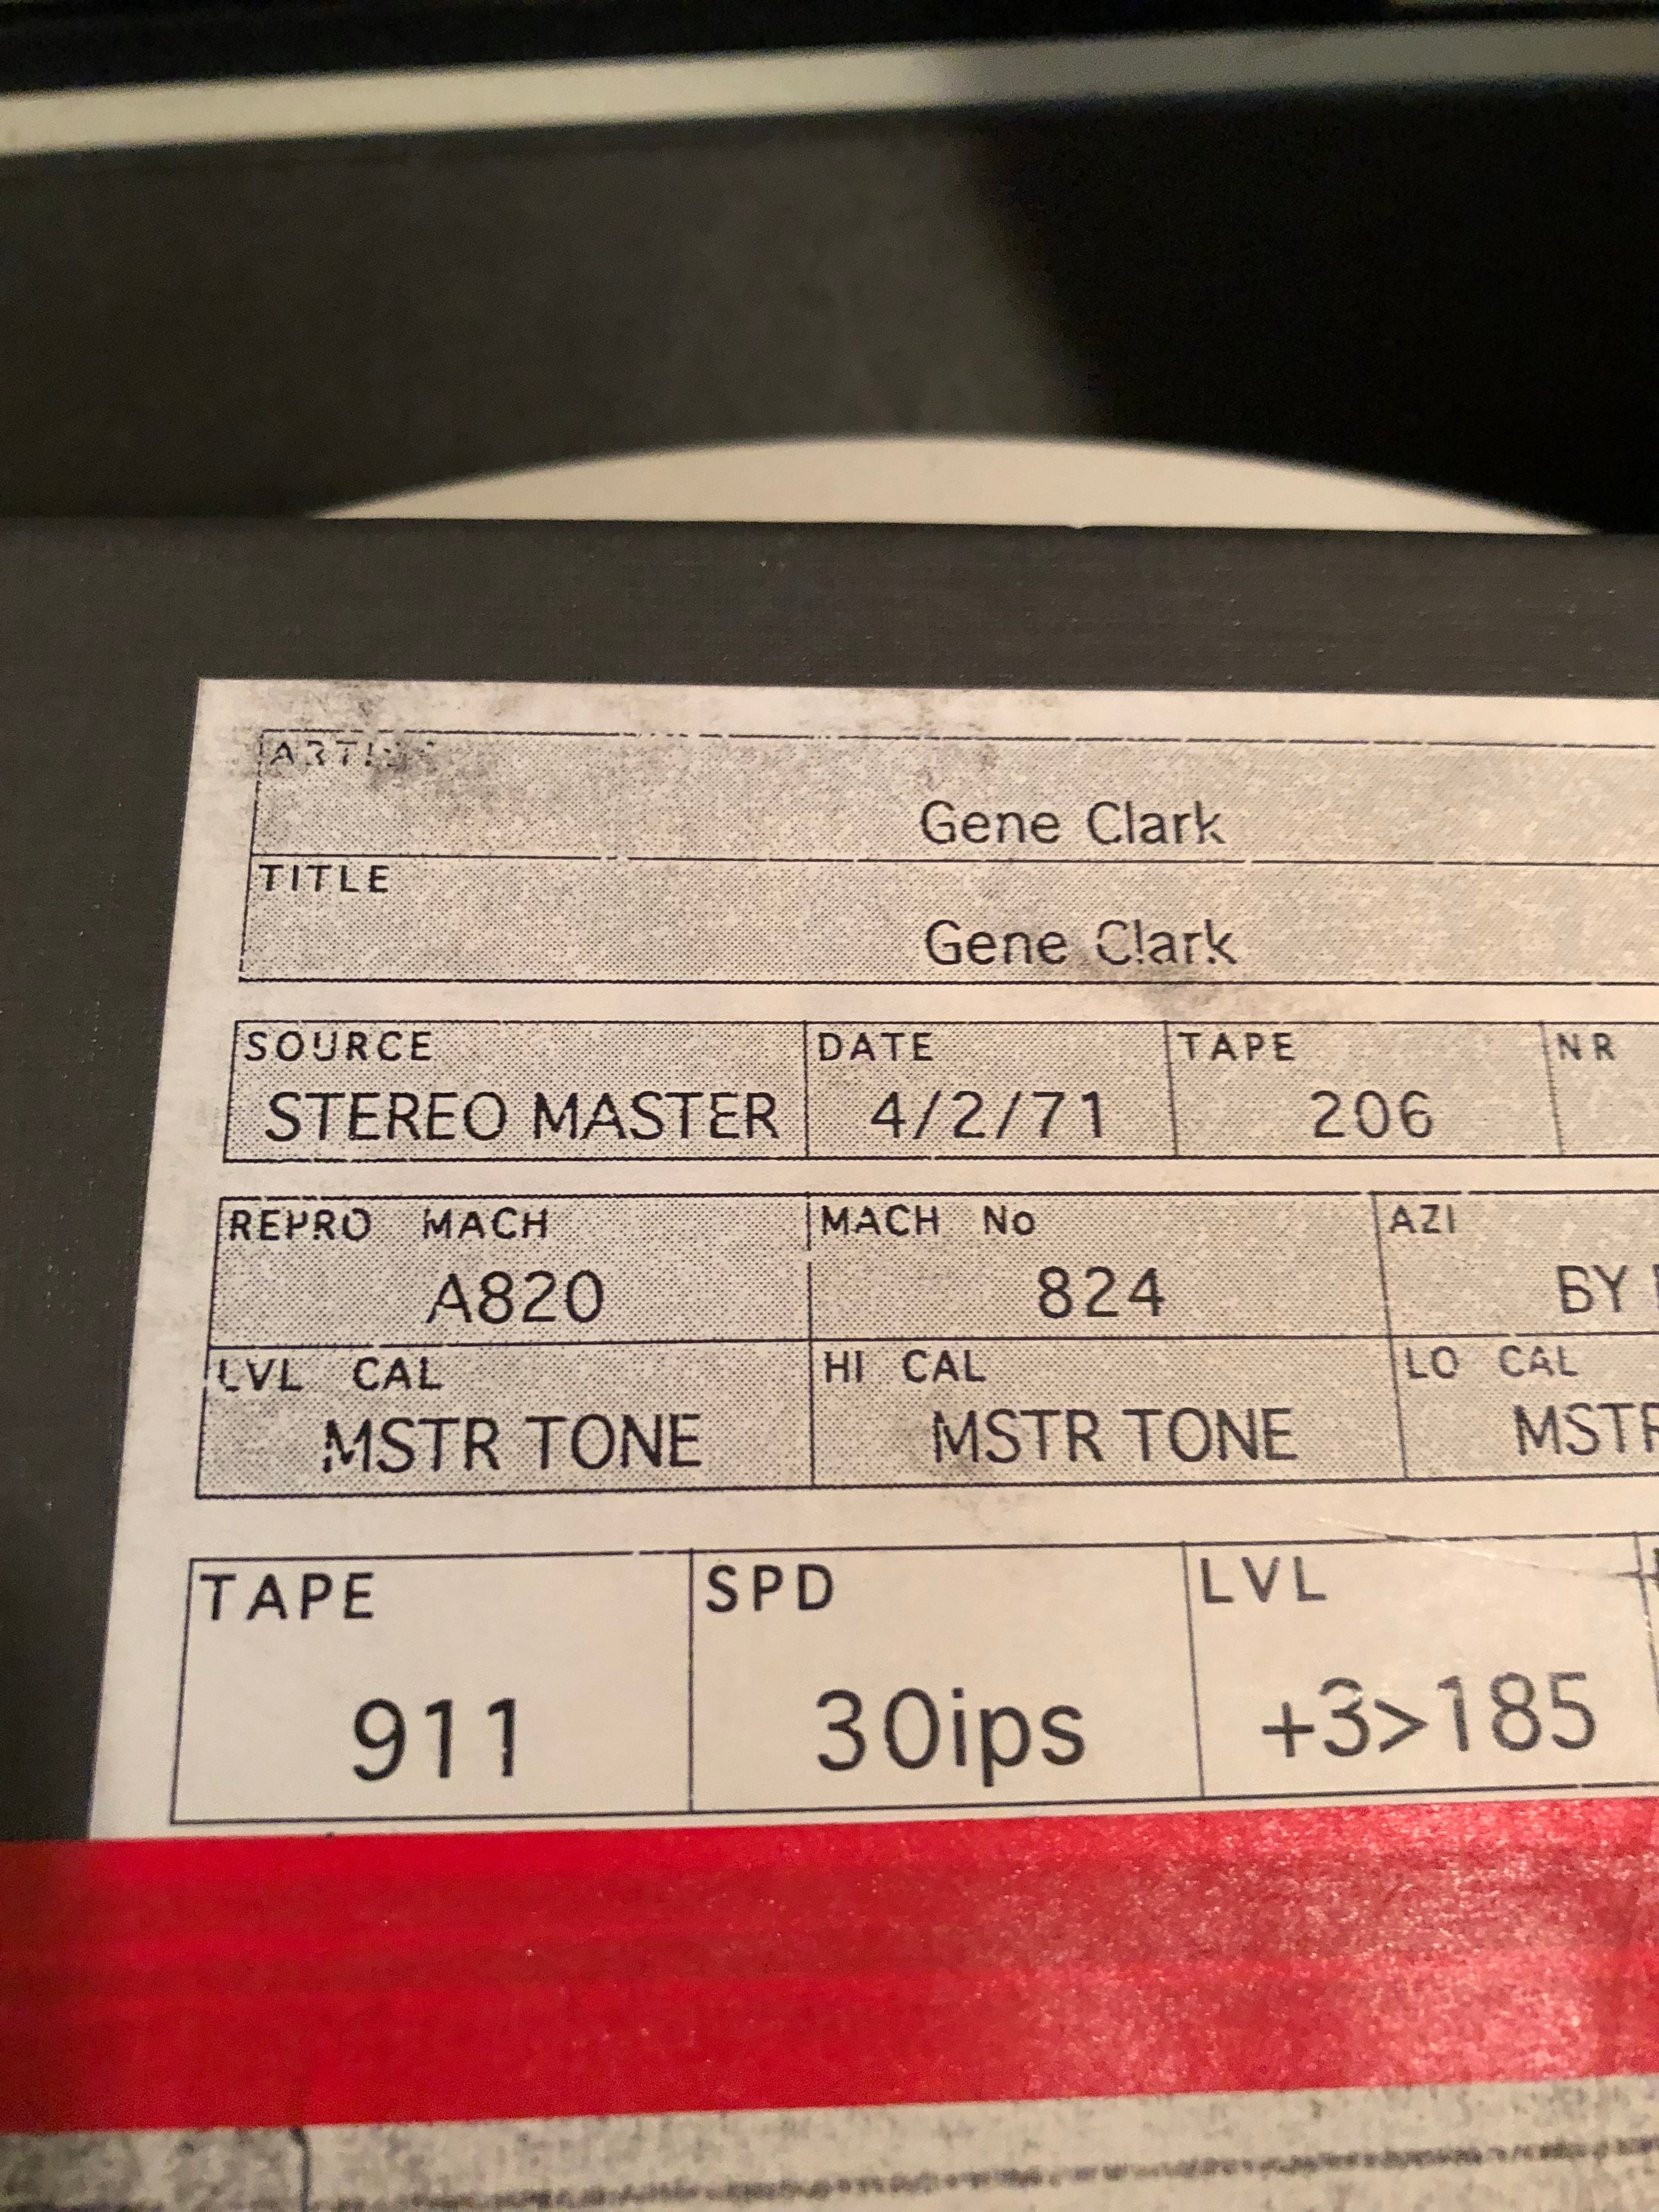 Gene Clark
TITLE
Gene Clark
SOURCE DATE TAPE NR
STEREO MASTER 4/2/71 206
REPRO MACH MACH No AZI
A820 824 BY
LVL CAL HI CAL LO CAL
MSTR TONE MSTR TONE MSTR
TAPE SPD LVL
911 30ips +3>185